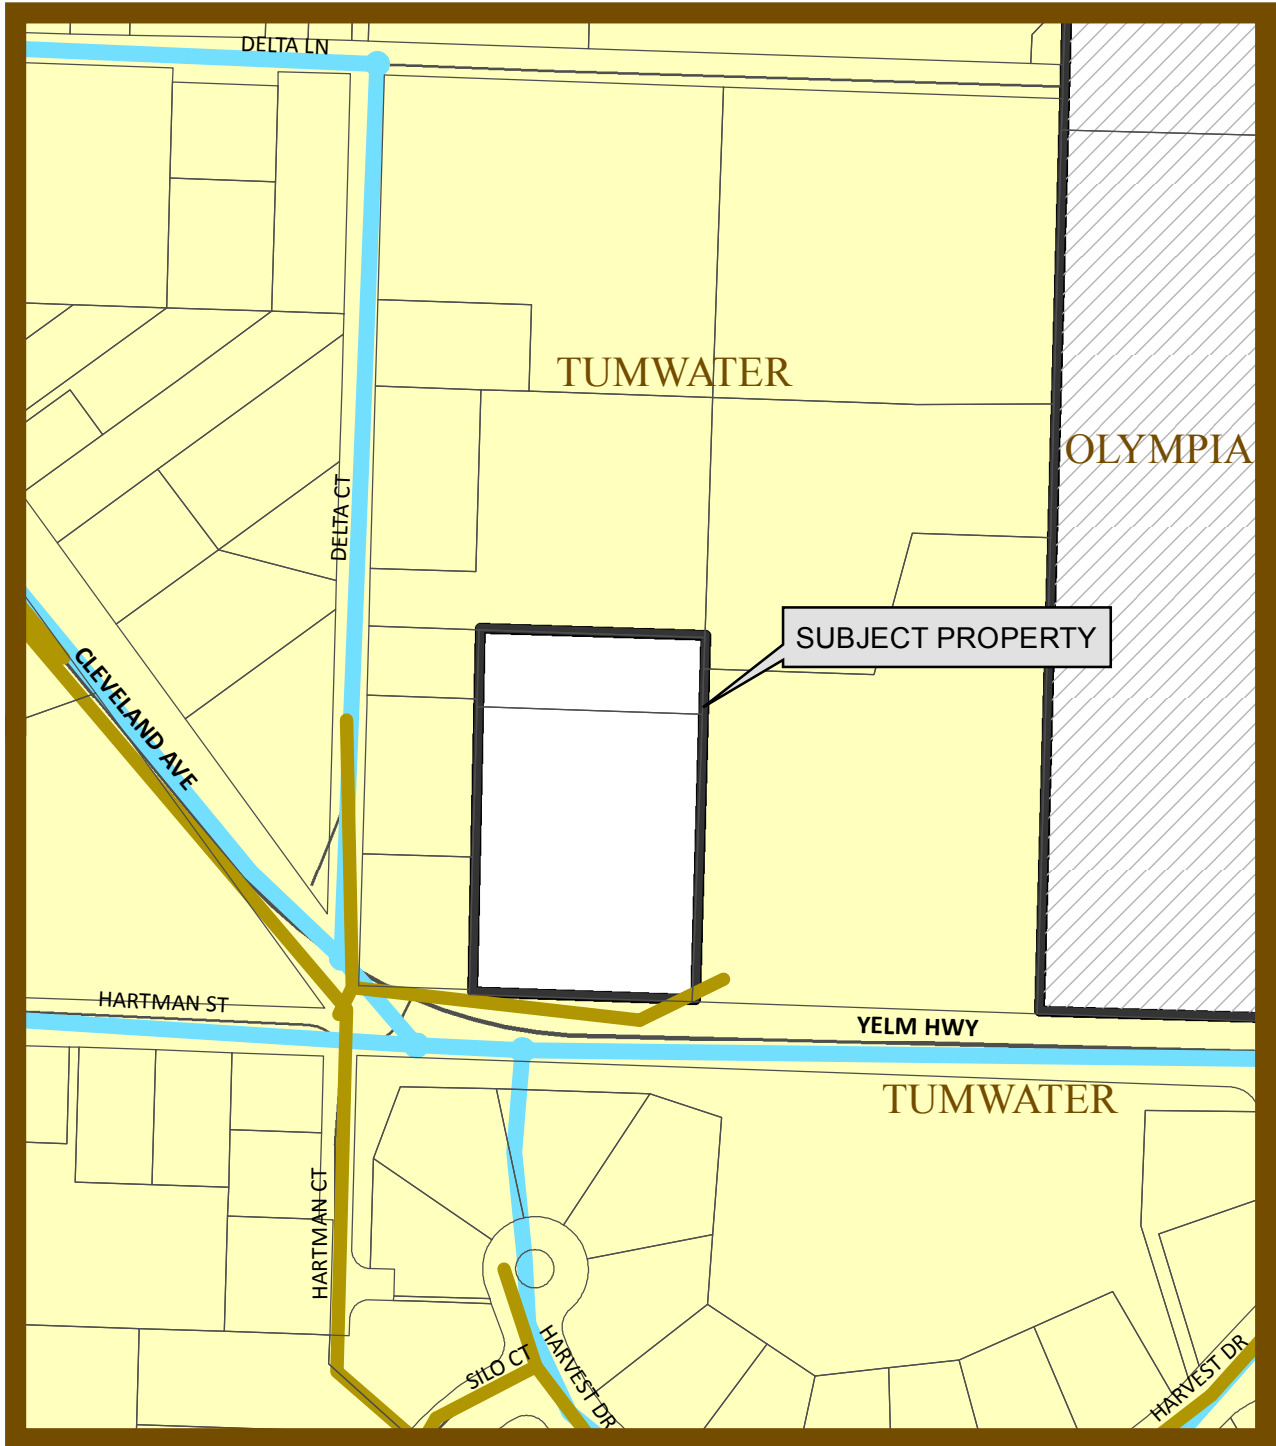 DELTA LN
TUMWATER
OLYMPIA
DELTA CT
SUBJECT PROPERTY
CLEVELAND AVE
HARTMAN ST
YELM HWY
TUMWATER
HARTMAN CT
SILO CT
HARVEST DR
HARVEST DR